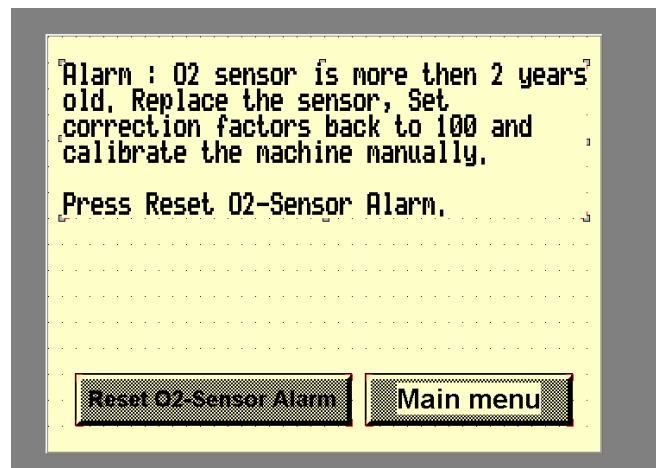 Alarm : O2 sensor is more then 2 years
old. Replace the sensor, Set
correction factors back to 100 and
calibrate the machine manually.
Press Reset O2-Sensor Alarm.
Reset O2-Sensor Alarm
Main menu